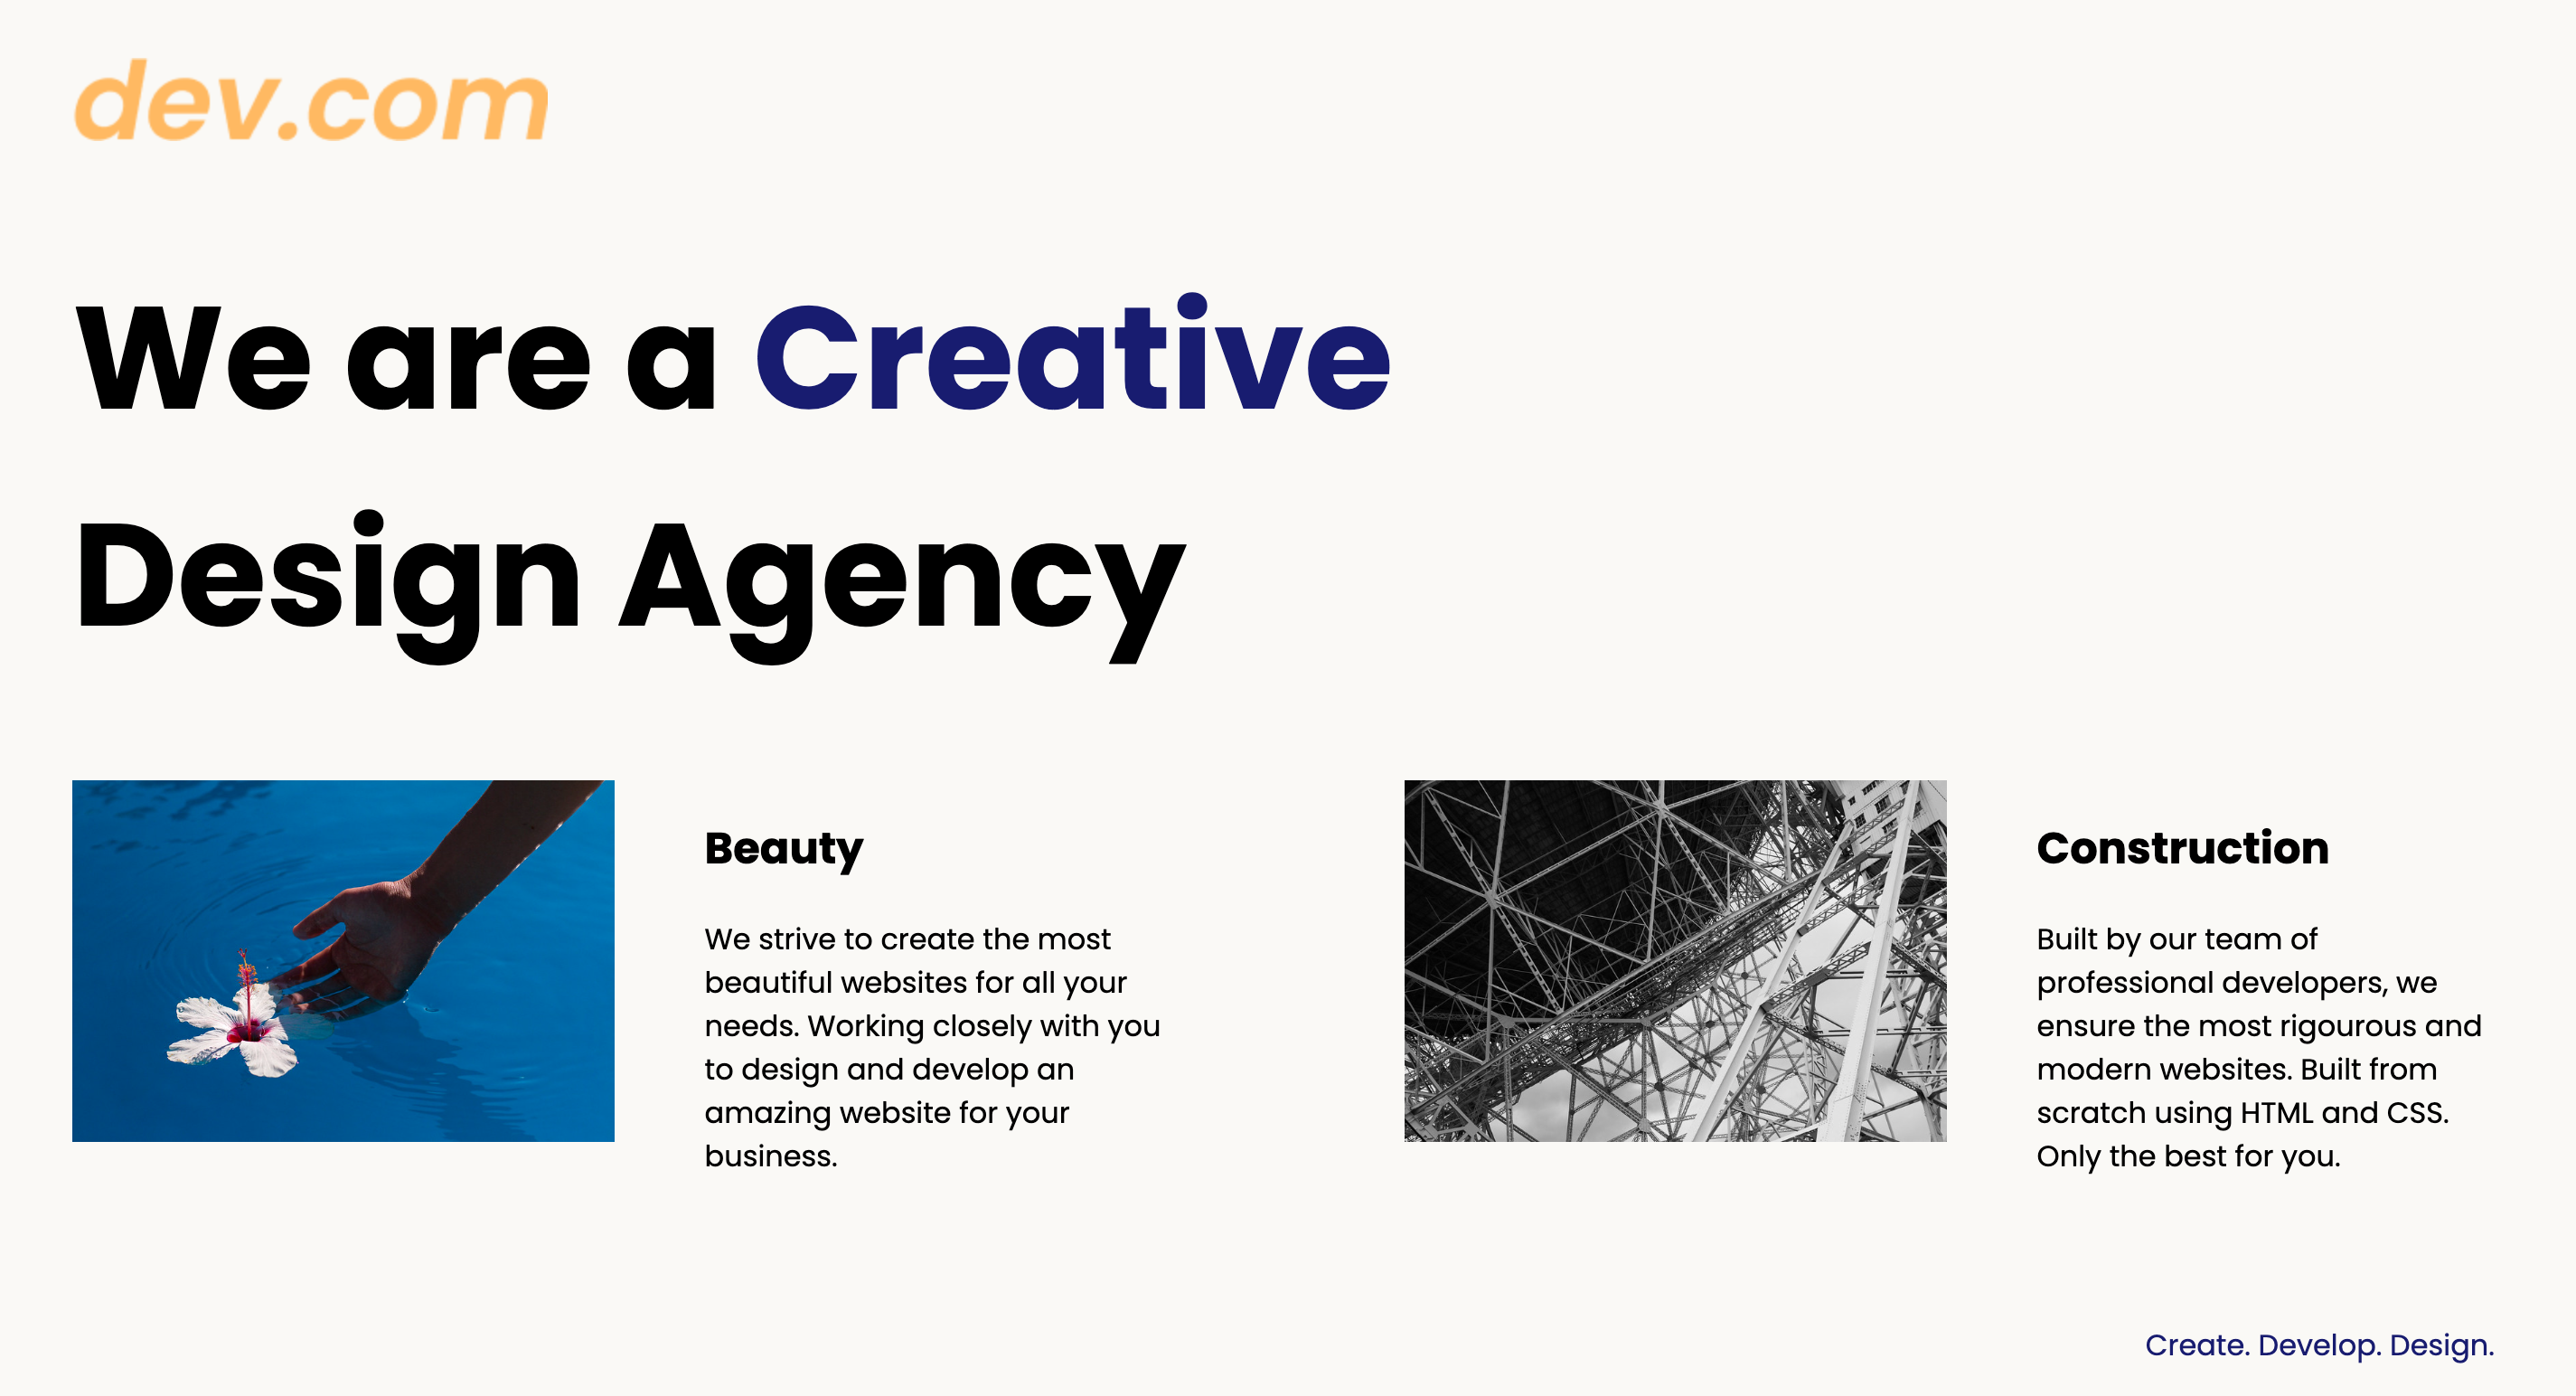 dev.com
We are a Creative
Design Agency
Beauty
We strive to create the most
beautiful websites for all your
needs. Working closely with you
to design and develop an
amazing website for your
business.
Construction
Built by our team of
professional developers, we
ensure the most rigourous and
modern websites. Built from
scratch using HTML and CSS.
Only the best for you.
Create. Develop. Design.